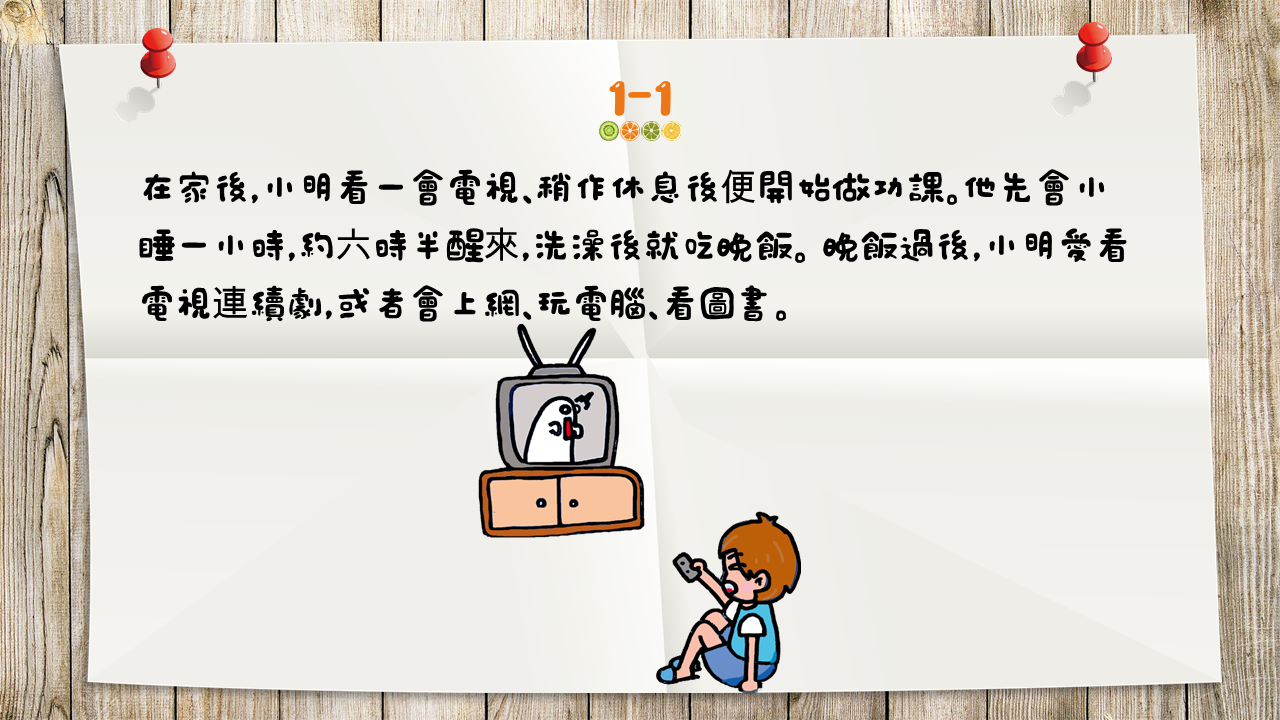 1-1
在家後,小明看一會電視、稍作休息後便開始做功課。他先會小
睡一小時,約六時半醒來,洗澡後就吃晚飯。晚飯過後,小明愛看
電視連續劇,或者會上網、玩電腦、看圖書。